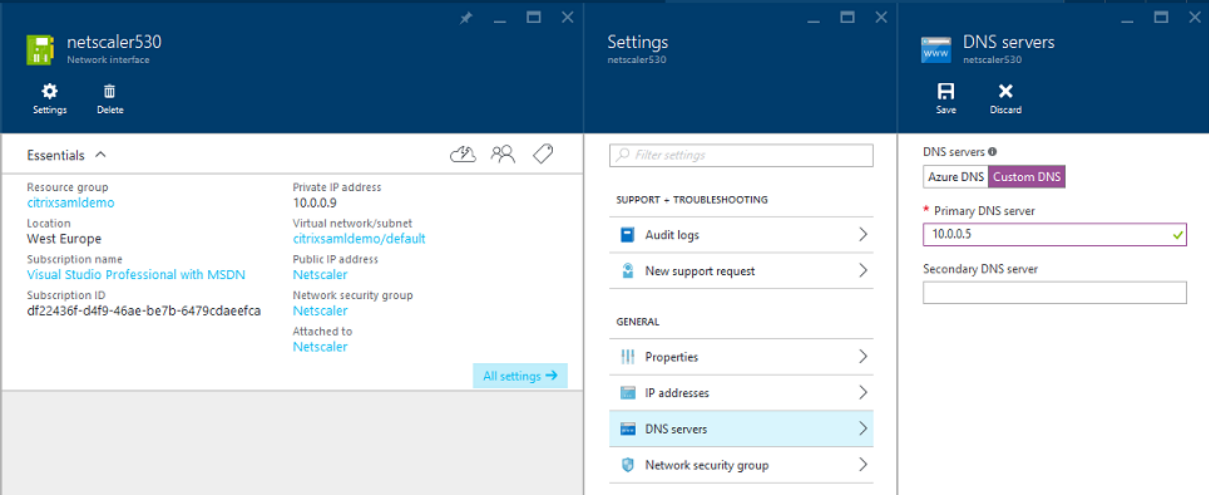 netscaler530
Network interface
Settings
Delete
Essentials
Resource group
citrixsamldemo
Location
West Europe
Subscription name
Visual Studio Professional with MSDN
Subscription ID
df22436f-d4f9-46ae-be7b-6479cdaeefca
Private IP address
10.0.0.9
Virtual network/subnet
citrixsamldemo/default
Public IP address
Netscaler
Network security group
Netscaler
Attached to
Netscaler
All settings →
Settings
netscaler530
Filter settings
SUPPORT + TROUBLESHOOTING
Audit logs
New support request
GENERAL
Properties
IP addresses
DNS servers
Network security group
www
DNS servers
netscaler530
Save
Discard
DNS servers
Azure DNS Custom DNS
* Primary DNS server
10.0.0.5
Secondary DNS server